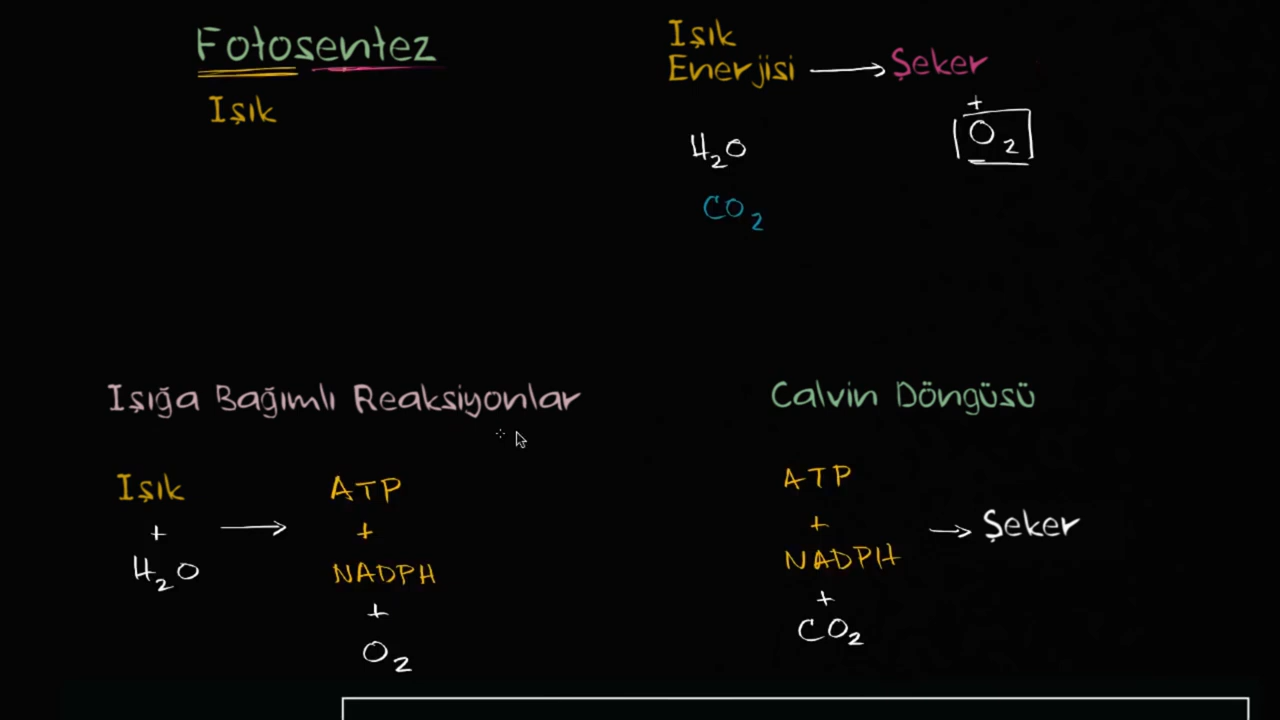 Fotosentez
Işık
Işık
Enerjisi → Şeker
+
O₂
H₂O
CO₂
Işığa Bağımlı Reaksiyonlar
Işık
+
H₂O
→
ATP
+
NADPH
+
O₂
Calvin Döngüsü
ATP
+
NADPH
+
CO₂
→ Şeker